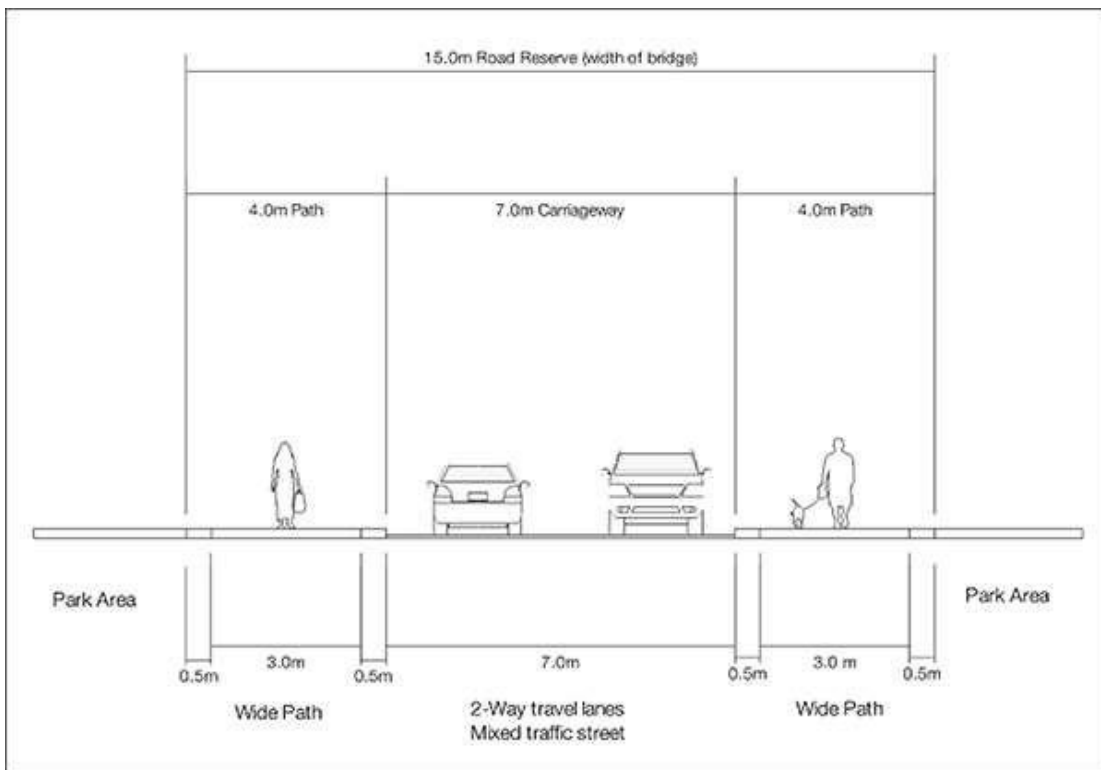 15.0m Road Reserve (width of bridge)
4.0m Path
7.0m Carriageway
4.0m Path
Park Area
Park Area
0.5m
3.0m
0.5m
7.0m
0.5m
3.0 m
0.5m
Wide Path
2-Way travel lanes
Mixed traffic street
Wide Path